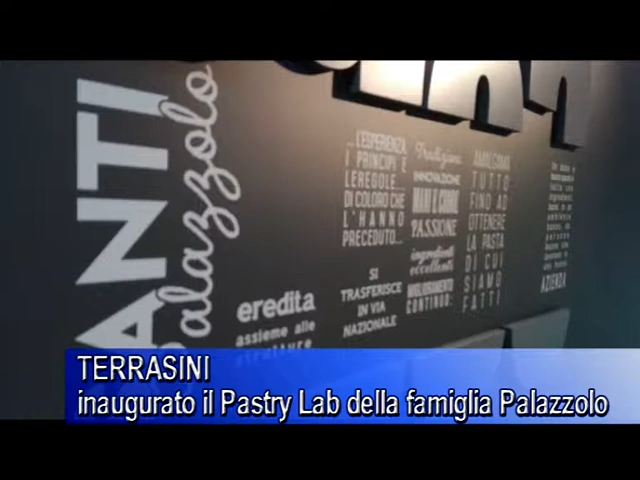 ANTI
Palazzolo
eredita
assieme alle
strutture
...L'ESPERIENZA,
I PRINCIPI E
LE REGOLE...
DI COLORO CHE
L'HANNO
PRECEDUTO...
SI
TRASFERISCE
IN VIA
NAZIONALE
Tradizione
INNOVAZIONE
MANI E CUORE
PASSIONE
ingredienti
eccellenti
MIGLIORAMENTO
CONTINUO:
AMALGAMA
TUTTO
FINO AD
OTTENERE
LA PASTA
DI CUI
SIAMO
FATTI
AZIENDA
TERRASINI
inaugurato il Pastry Lab della famiglia Palazzolo